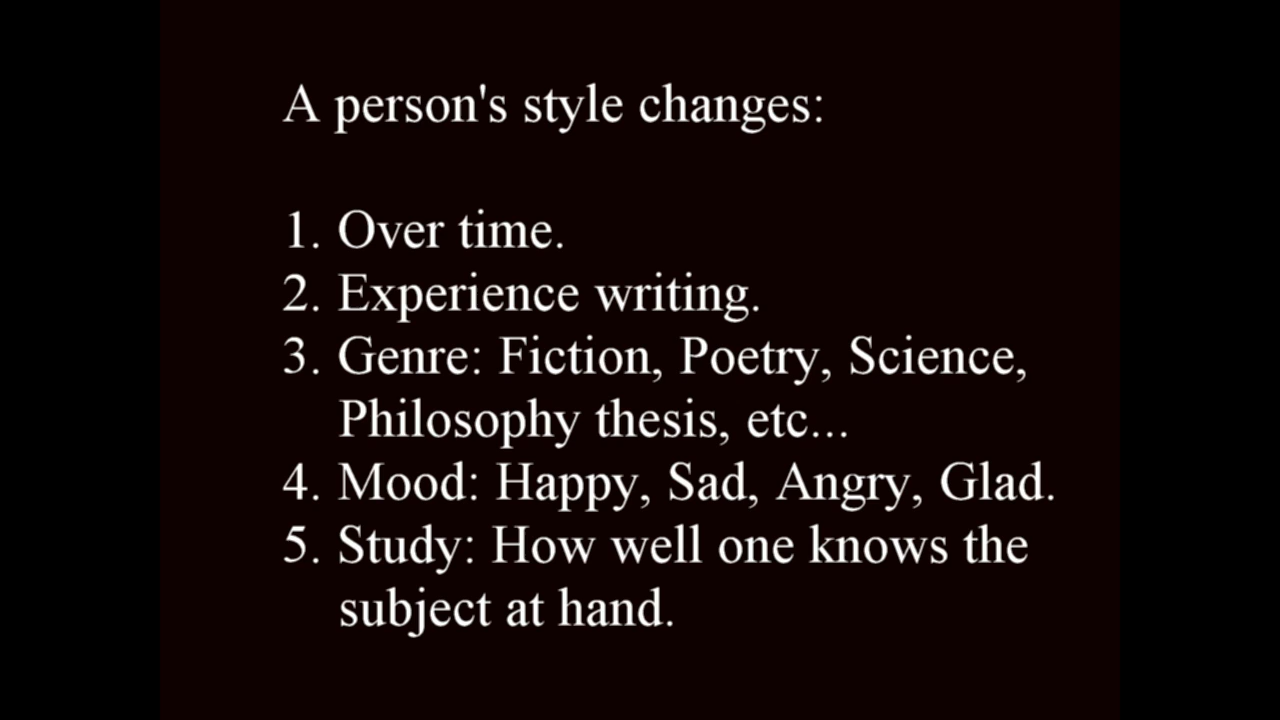 A person's style changes:
1. Over time.
2. Experience writing.
3. Genre: Fiction, Poetry, Science,
Philosophy thesis, etc...
4. Mood: Happy, Sad, Angry, Glad.
5. Study: How well one knows the
subject at hand.